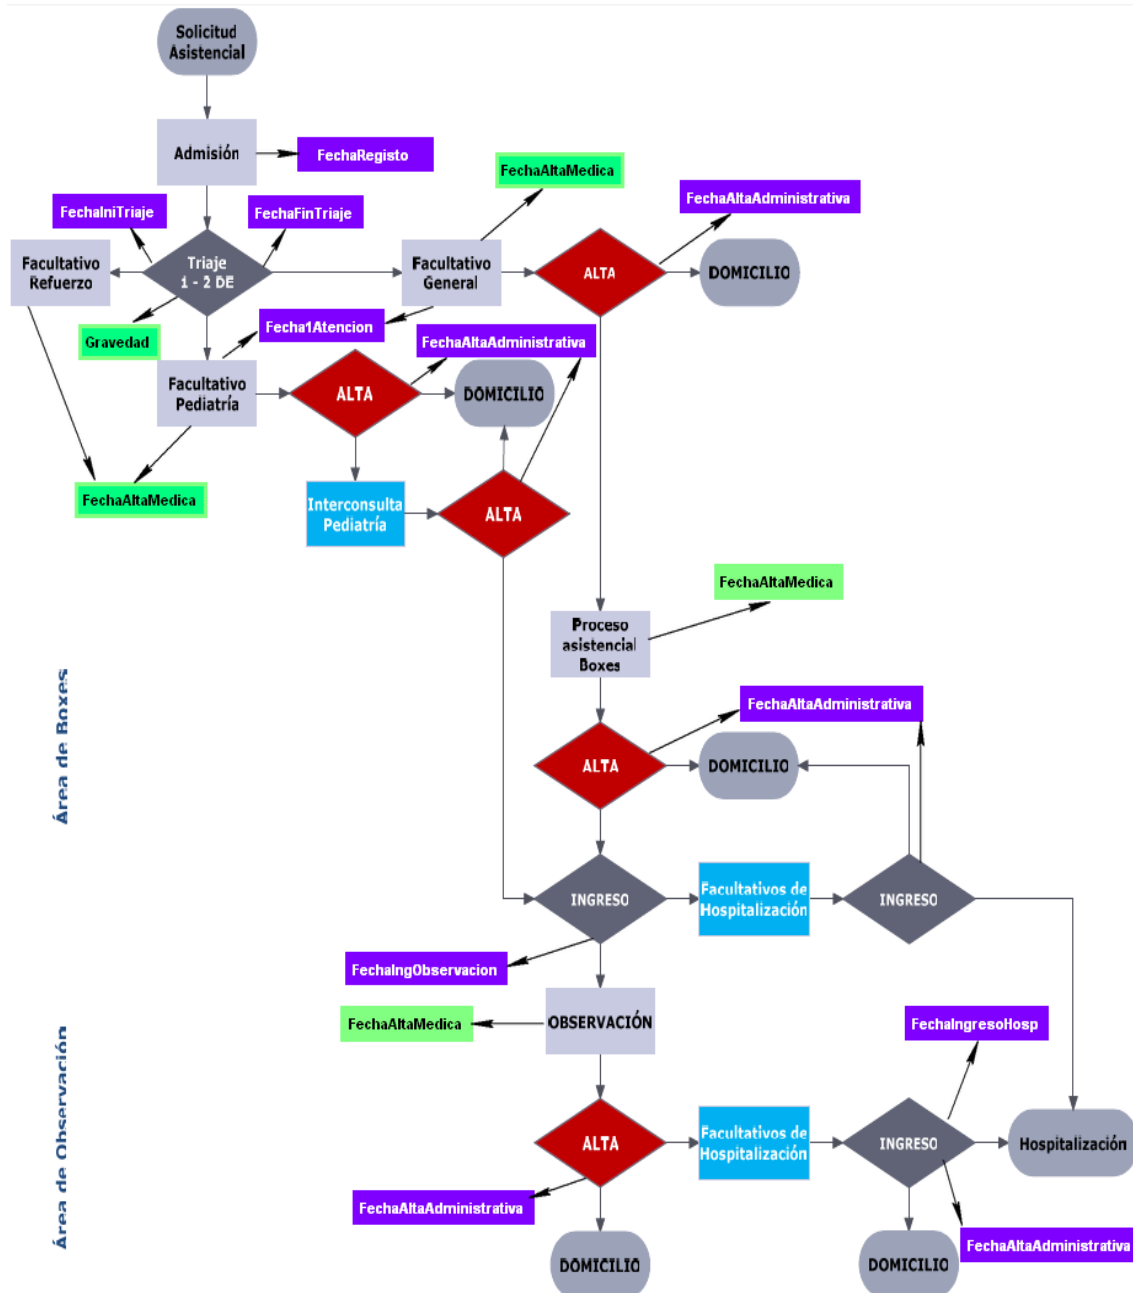 Solicitud
Asistencial
Admisión
FechaRegisto
FechaAltaMedica
FechaIniTriaje
FechaFinTriaje
FechaAltaAdministrativa
Facultativo
Refuerzo
Triaje
1 - 2 DE
Facultativo
General
ALTA
DOMICILIO
Gravedad
Fecha1Atencion
FechaAltaAdministrativa
Facultativo
Pediatría
ALTA
DOMICILIO
FechaAltaMedica
Interconsulta
Pediatría
ALTA
FechaAltaMedica
Proceso
asistencial
Boxes
Área de Boxes
FechaAltaAdministrativa
ALTA
DOMICILIO
INGRESO
Facultativos de
Hospitalización
INGRESO
FechaIngObservacion
Área de Observación
FechaAltaMedica
OBSERVACIÓN
FechaIngresoHosp
ALTA
Facultativos de
Hospitalización
INGRESO
Hospitalización
FechaAltaAdministrativa
FechaAltaAdministrativa
DOMICILIO
DOMICILIO